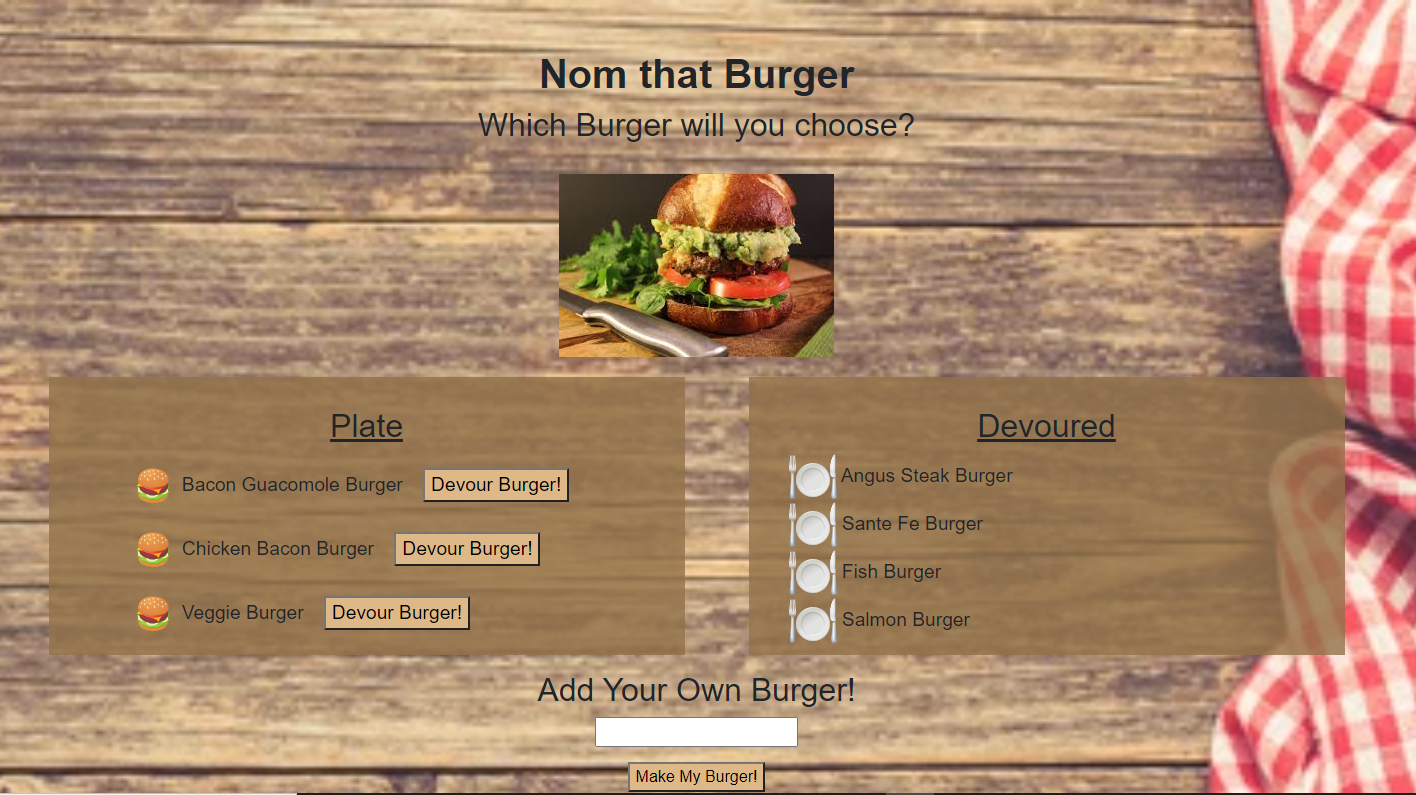 Nom that Burger
Which Burger will you choose?
Plate
Bacon Guacomole Burger Devour Burger!
Chicken Bacon Burger Devour Burger!
Veggie Burger Devour Burger!
Devoured
Angus Steak Burger
Sante Fe Burger
Fish Burger
Salmon Burger
Add Your Own Burger!
Make My Burger!